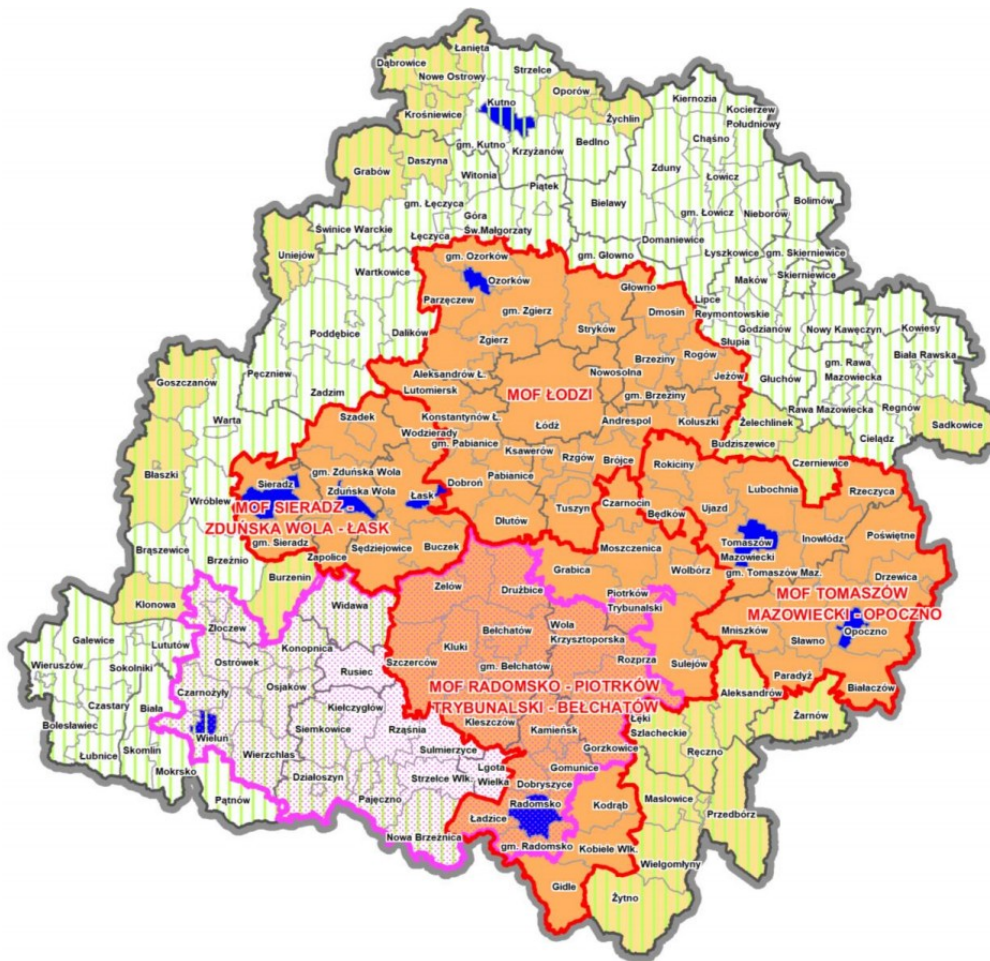 Łanięta
Dąbrowice
Nowe Ostrowy
Strzelce
Oporów
Kutno
Krośniewice
Żychlin
Kiernozia
Kocierzew
Południowy
Chąśno
gm. Kutno
Krzyżanów
Bedlno
Daszyna
Grabów
Witonia
Zduny
Łowicz
Piątek
gm. Łęczyca
Bielawy
Bolimów
gm. Łowicz
Nieborów
Góra
Św.Małgorzaty
Świnice Warckie
Łęczyca
Domaniewice
Uniejów
gm. Ozorków
gm. Głowno
Łyszkowice
gm. Skierniewice
Skierniewice
Wartkowice
Ozorków
Głowno
Maków
Parzęczew
Lipce
Reymontowskie
gm. Zgierz
Dmosin
Stryków
Godzianów
Nowy Kawęczyn
Kowiesy
Poddębice
Dalików
Zgierz
Słupia
Biała Rawska
Brzeziny
Rogów
gm. Rawa
Mazowiecka
Pęczniew
Aleksandrów Ł.
Nowosolna
Jeżów
Głuchów
Goszczanów
Zadzim
Lutomiersk
MOF ŁODZI
gm. Brzeziny
Regnów
Rawa Mazowiecka
Szadek
Konstantynów Ł.
Łódź
Andrespol
Koluszki
Żelechlinek
Sadkowice
Warta
Wodzierady
gm. Pabianice
Budziszewice
Cielądz
Ksawerów
Rzgów
Brójce
Rokiciny
Czerniewice
Błaszki
gm. Zduńska Wola
Sieradz
Zduńska Wola
Łask
Dobroń
Pabianice
Lubochnia
Rzeczyca
Wróblew
MOF SIERADZ -
ZDUŃSKA WOLA - ŁASK
Tuszyn
Czarnocin
Będków
Ujazd
Dłutów
Poświętne
gm. Sieradz
Sędziejowice
Buczek
Moszczenica
Tomaszów
Mazowiecki
Inowłódz
Brąszewice
Brzeźnio
Zapolice
Grabica
Wolbórz
gm. Tomaszów Maz.
Drzewica
Burzenin
Zelów
Drużbice
Piotrków
Trybunalski
MOF TOMASZÓW
MAZOWIECKI - OPOCZNO
Klonowa
Widawa
Złoczew
Bełchatów
Wola
Krzysztoporska
Mniszków
Sławno
Opoczno
Galewice
Lututów
Konopnica
Kluki
Ostrówek
Rusiec
Szczerców
gm. Bełchatów
Rozprza
Sulejów
Wieruszów
Sokolniki
Paradyż
MOF RADOMSKO - PIOTRKÓW
TRYBUNALSKI - BEŁCHATÓW
Aleksandrów
Białaczów
Czarnożyły
Osjaków
Czastary
Biała
Kiełczygłów
Żarnów
Bolesławiec
Wieluń
Siemkowice
Rząśnia
Kleszczów
Kamieńsk
Łęki
Szlacheckie
Ręczno
Łubnice
Skomlin
Wierzchlas
Sulmierzyce
Gorzkowice
Mokrsko
Działoszyn
Strzelce Wlk.
Lgota
Wielka
Gomunice
Dobryszyce
Pątnów
Pajęczno
Radomsko
Kodrąb
Masłowice
Przedbórz
Ładzice
Nowa Brzeźnica
gm. Radomsko
Kobiele Wlk.
Wielgomłyny
Gidle
Żytno